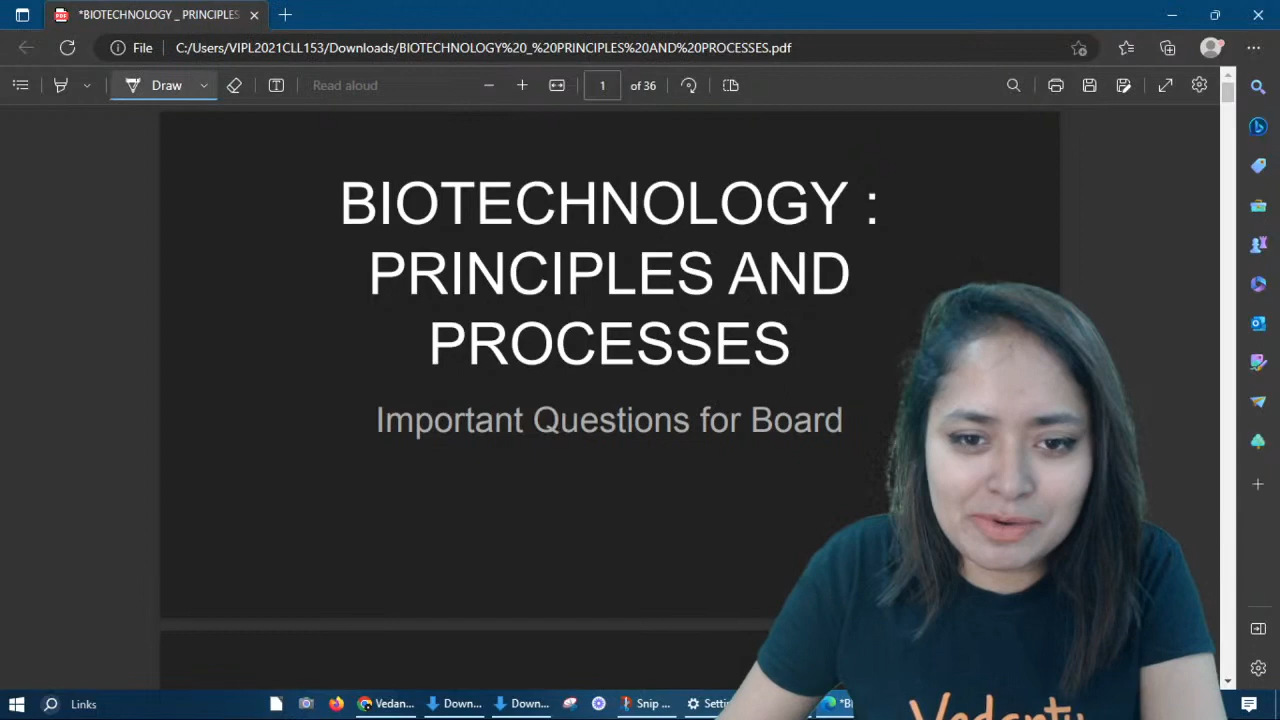 *BIOTECHNOLOGY _ PRINCIPLES
File
C:/Users/VIPL2021CLL153/Downloads/BIOTECHNOLOGY%20_%20PRINCIPLES%20AND%20PROCESSES.pdf
Draw
Read aloud
1 of 36
BIOTECHNOLOGY :
PRINCIPLES AND
PROCESSES
Important Questions for Board
Vedantu
Links
Vedan...
Down...
Down...
Snip ...